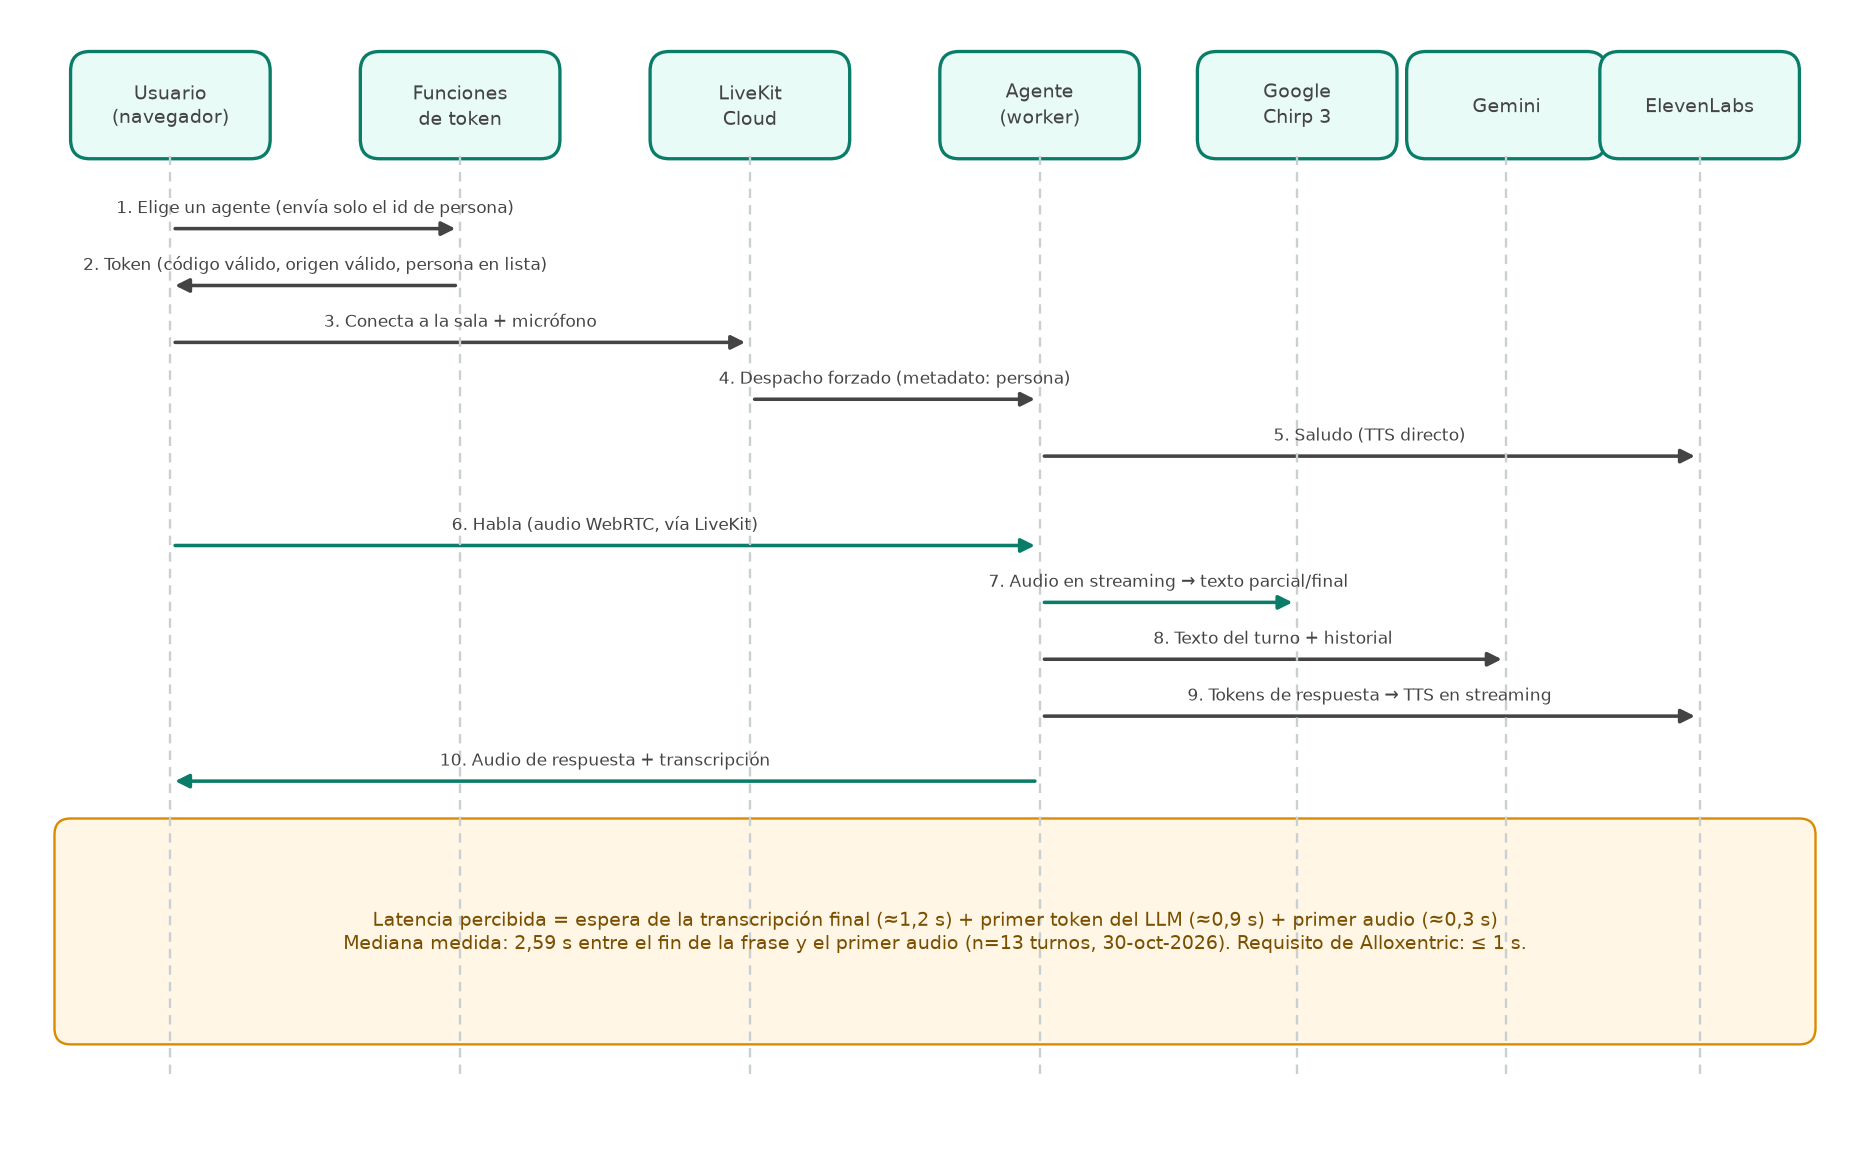 Usuario
(navegador)
Funciones
de token
LiveKit
Cloud
Agente
(worker)
Google
Chirp 3
Gemini
ElevenLabs
1. Elige un agente (envía solo el id de persona)
2. Token (código válido, origen válido, persona en lista)
3. Conecta a la sala + micrófono
4. Despacho forzado (metadato: persona)
5. Saludo (TTS directo)
6. Habla (audio WebRTC, vía LiveKit)
7. Audio en streaming → texto parcial/final
8. Texto del turno + historial
9. Tokens de respuesta → TTS en streaming
10. Audio de respuesta + transcripción
Latencia percibida = espera de la transcripción final (≈1,2 s) + primer token del LLM (≈0,9 s) + primer audio (≈0,3 s)
Mediana medida: 2,59 s entre el fin de la frase y el primer audio (n=13 turnos, 30-oct-2026). Requisito de Alloxentric: ≤ 1 s.